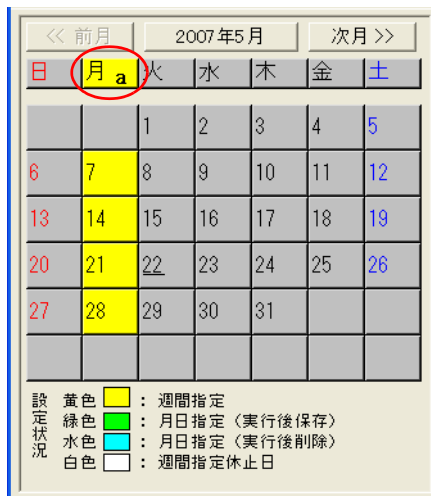 << 前月 2007年5月 次月 >>
日 月 a 火 水 木 金 土
1 2 3 4 5
6 7 8 9 10 11 12
13 14 15 16 17 18 19
20 21 22 23 24 25 26
27 28 29 30 31
設定状況
黄色 : 週間指定
緑色 : 月日指定（実行後保存）
水色 : 月日指定（実行後削除）
白色 : 週間指定休止日